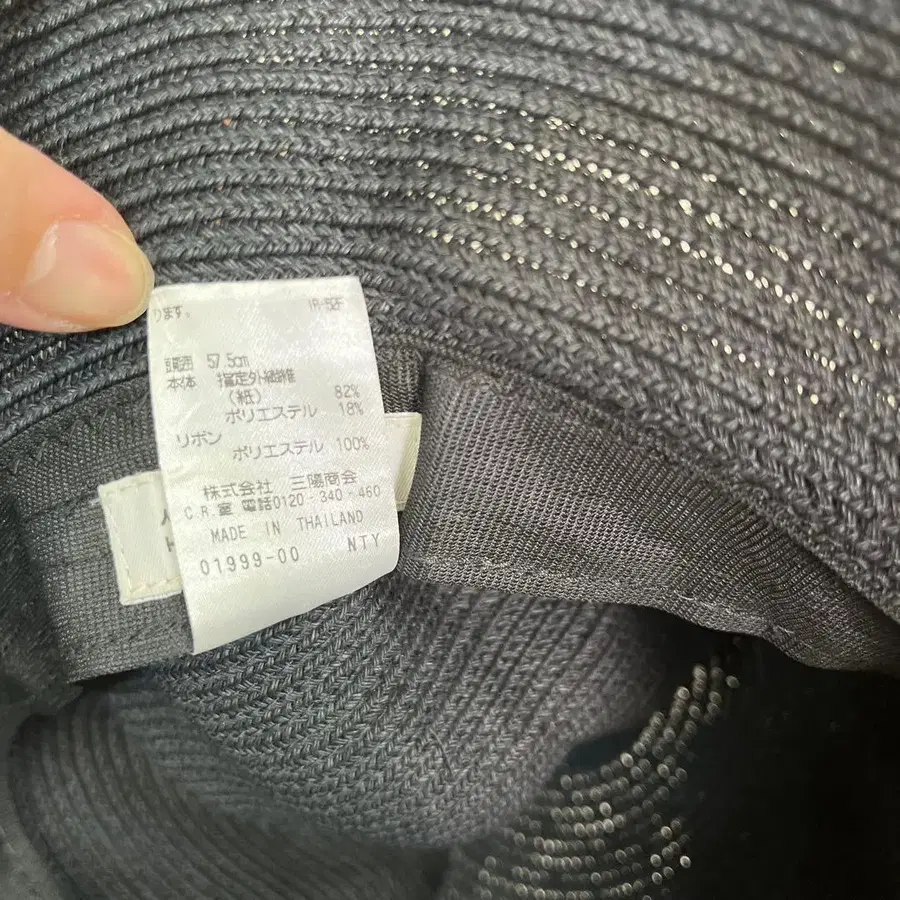 ります。
頭囲 57.5cm
本体 指定外繊維
(紙) 82%
ポリエステル 18%
リボン
ポリエステル 100%
株式会社 三陽商会
C.R.室 電話0120-340-460
MADE IN THAILAND
01999-00 NTY